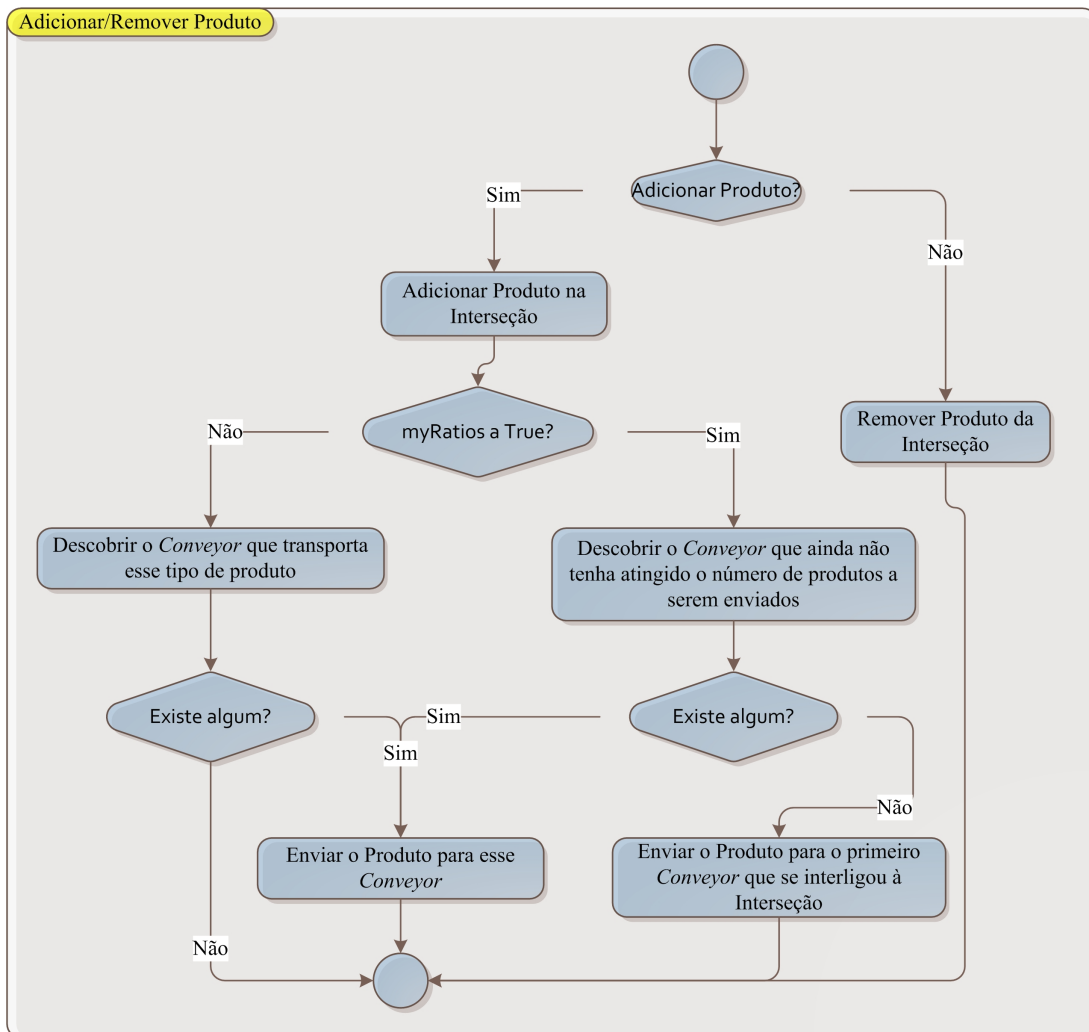 Adicionar/Remover Produto
Adicionar Produto?
Sim
Não
Adicionar Produto na
Interseção
myRatios a True?
Remover Produto da
Interseção
Não
Sim
Descobrir o Conveyor que transporta
esse tipo de produto
Descobrir o Conveyor que ainda não
tenha atingido o número de produtos a
serem enviados
Existe algum?
Sim
Existe algum?
Sim
Não
Enviar o Produto para esse
Conveyor
Enviar o Produto para o primeiro
Conveyor que se interligou à
Interseção
Não